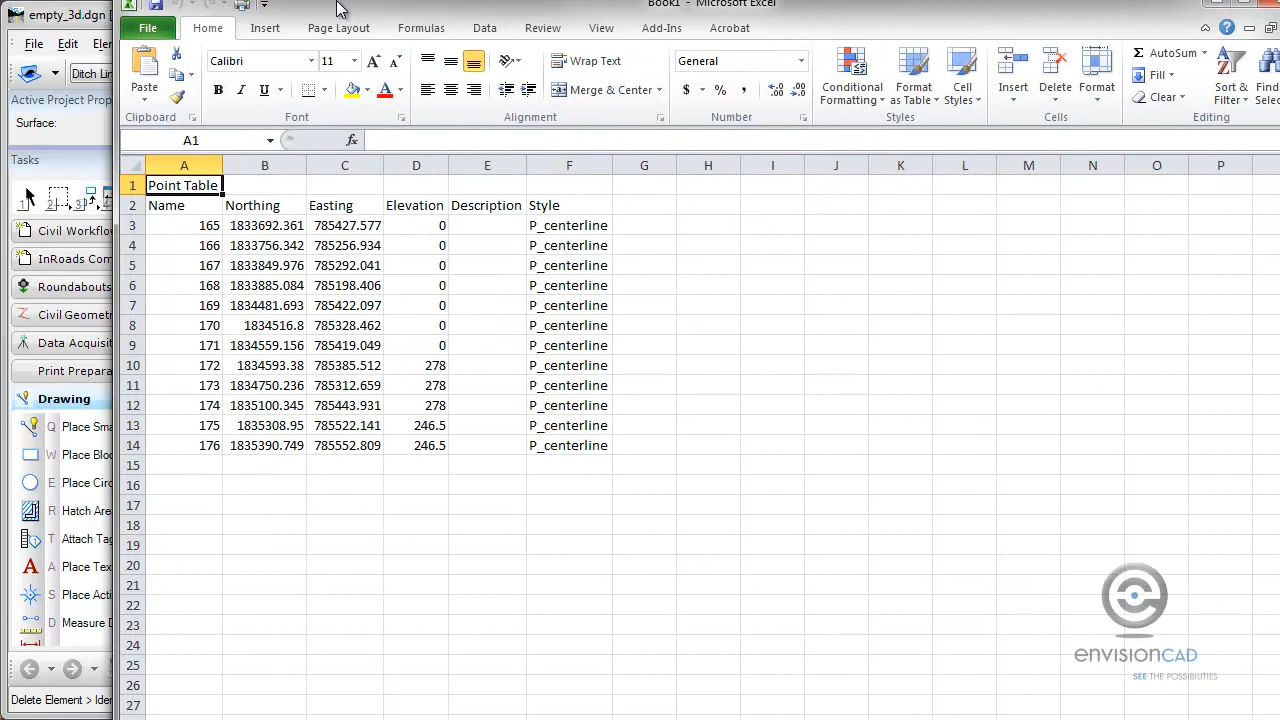 empty_3d.dgn
Book1 - Microsoft Excel
File Edit
File Home Insert Page Layout Formulas Data Review View Add-Ins Acrobat
Paste
Clipboard
Calibri 11
B I U A
Font
Wrap Text
Merge & Center
Alignment
General
$ % ,
Number
Conditional Formatting
Format as Table
Cell Styles
Styles
Insert Delete Format
Cells
Σ AutoSum
Fill
Clear
Sort & Filter
Editing
Active Project Prop
Surface:
Tasks
A1 fx
A B C D E F G H I J K L M N O P
1 Point Table
2 Name Northing Easting Elevation Description Style
3 165 1833692.361 785427.577 0 P_centerline
4 166 1833756.342 785256.934 0 P_centerline
5 167 1833849.976 785292.041 0 P_centerline
6 168 1833885.084 785198.406 0 P_centerline
7 169 1834481.693 785422.097 0 P_centerline
8 170 1834516.8 785328.462 0 P_centerline
9 171 1834559.156 785419.049 0 P_centerline
10 172 1834593.38 785385.512 278 P_centerline
11 173 1834750.236 785312.659 278 P_centerline
12 174 1835100.345 785443.931 278 P_centerline
13 175 1835308.95 785522.141 246.5 P_centerline
14 176 1835390.749 785552.809 246.5 P_centerline
15
16
17
18
19
20
21
22
23
24
25
26
27
Civil Workflow
InRoads Com
Roundabouts
Civil Geomet
Data Acquisit
Print Prepara
Drawing
Q Place Sma
W Place Bloc
E Place Circ
R Hatch Area
T Attach Tag
A Place Tex
S Place Acti
D Measure D
Delete Element > Iden
envisionCAD
SEE THE POSSIBILITIES